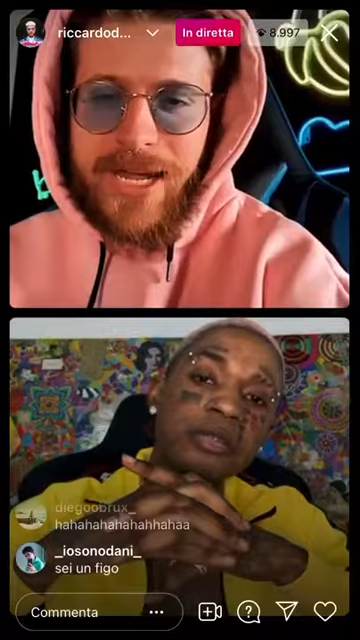 riccardod...
In diretta
8.997
diegoobrux_
hahahahahahahhahaa
_iosonodani_
sei un figo
Commenta